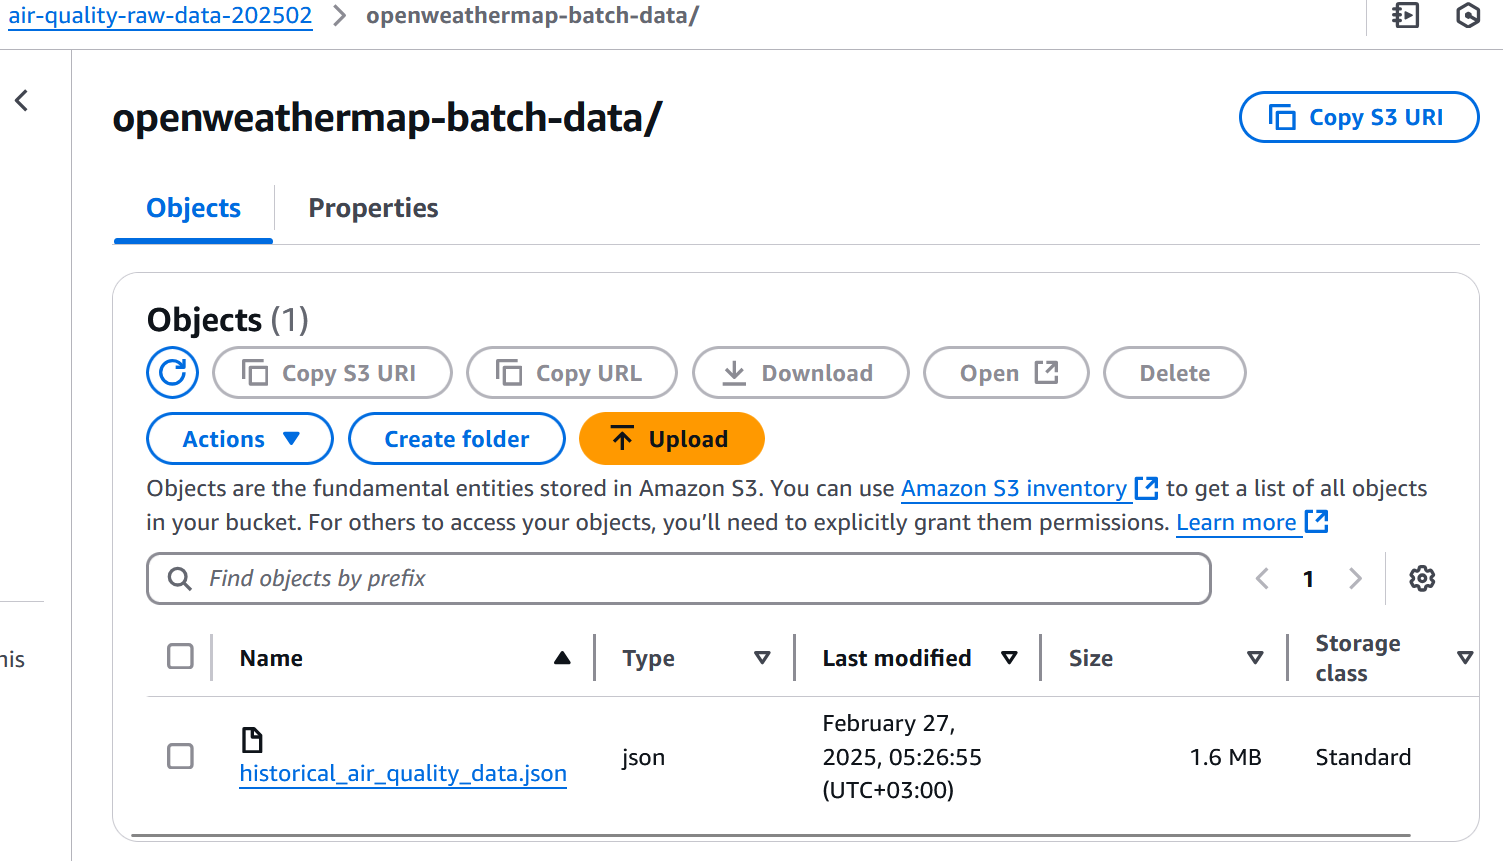 air-quality-raw-data-202502 > openweathermap-batch-data/
openweathermap-batch-data/
Copy S3 URI
Objects
Properties
Objects (1)
Copy S3 URI
Copy URL
Download
Open
Delete
Actions
Create folder
Upload
Objects are the fundamental entities stored in Amazon S3. You can use Amazon S3 inventory to get a list of all objects
in your bucket. For others to access your objects, you’ll need to explicitly grant them permissions. Learn more
Find objects by prefix
1
Name
Type
Last modified
Size
Storage
class
historical_air_quality_data.json
json
February 27,
2025, 05:26:55
(UTC+03:00)
1.6 MB
Standard